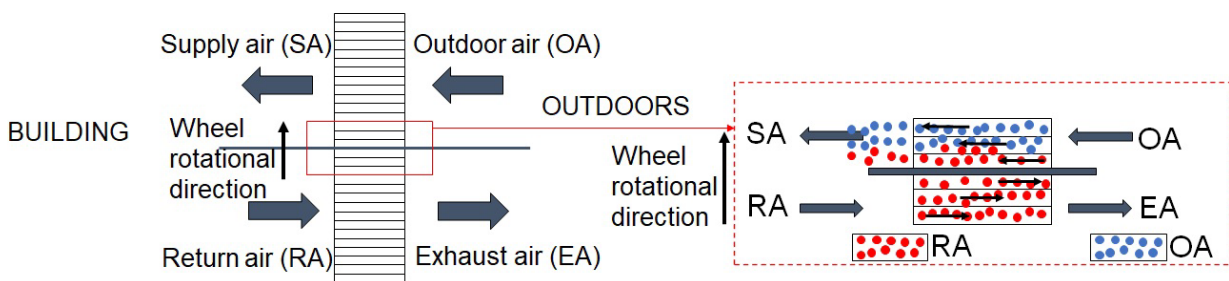 Supply air (SA)
Outdoor air (OA)
BUILDING
Wheel
rotational
direction
OUTDOORS
Return air (RA)
Exhaust air (EA)
Wheel
rotational
direction
SA
OA
RA
EA
RA
OA